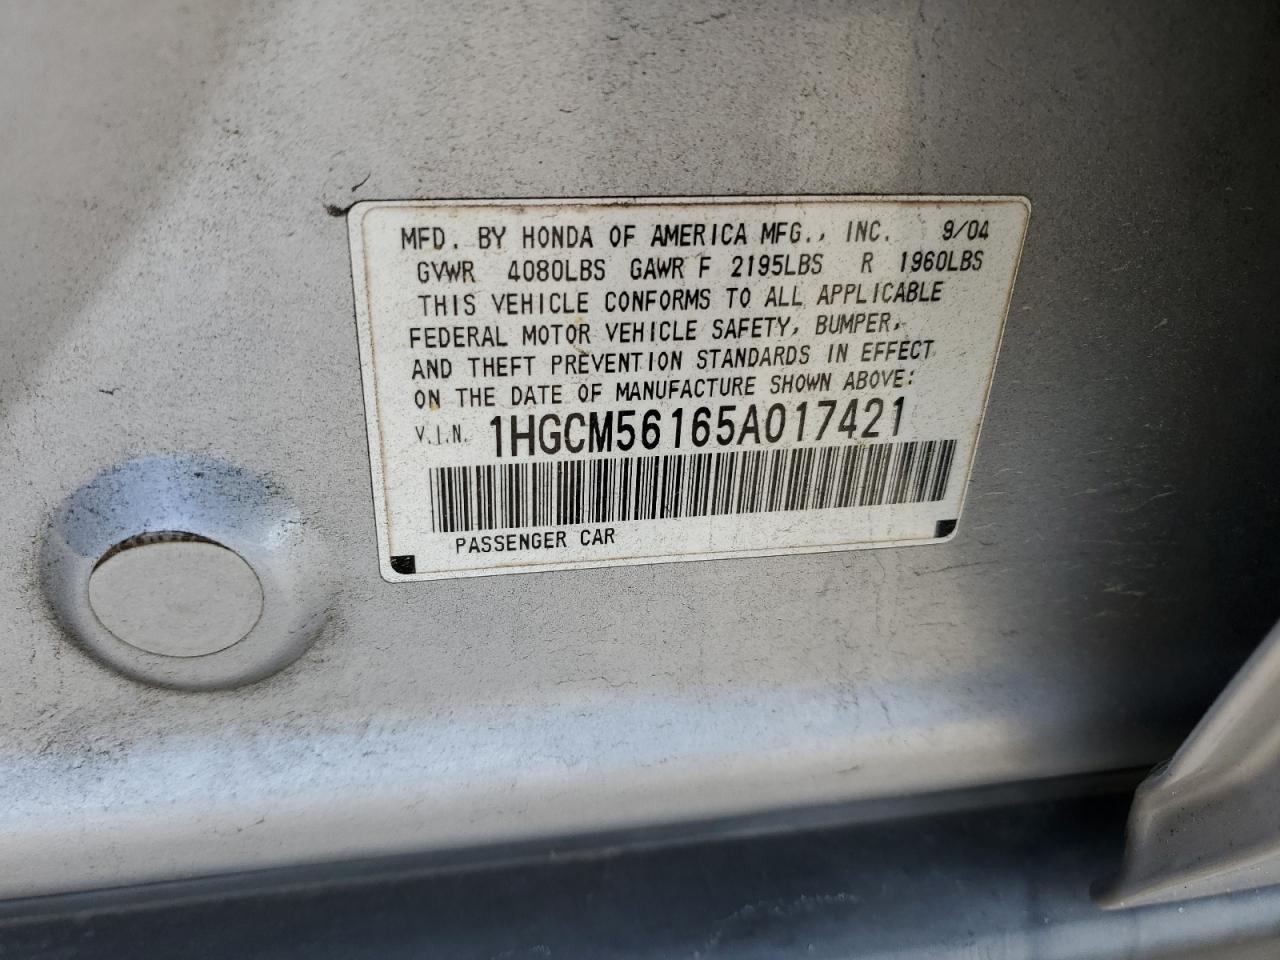 MFD. BY HONDA OF AMERICA MFG., INC. 9/04
GVWR 4080LBS GAWR F 2195LBS R 1960LBS
THIS VEHICLE CONFORMS TO ALL APPLICABLE
FEDERAL MOTOR VEHICLE SAFETY, BUMPER,
AND THEFT PREVENTION STANDARDS IN EFFECT
ON THE DATE OF MANUFACTURE SHOWN ABOVE:
V.I.N. 1HGCM56165A017421
PASSENGER CAR